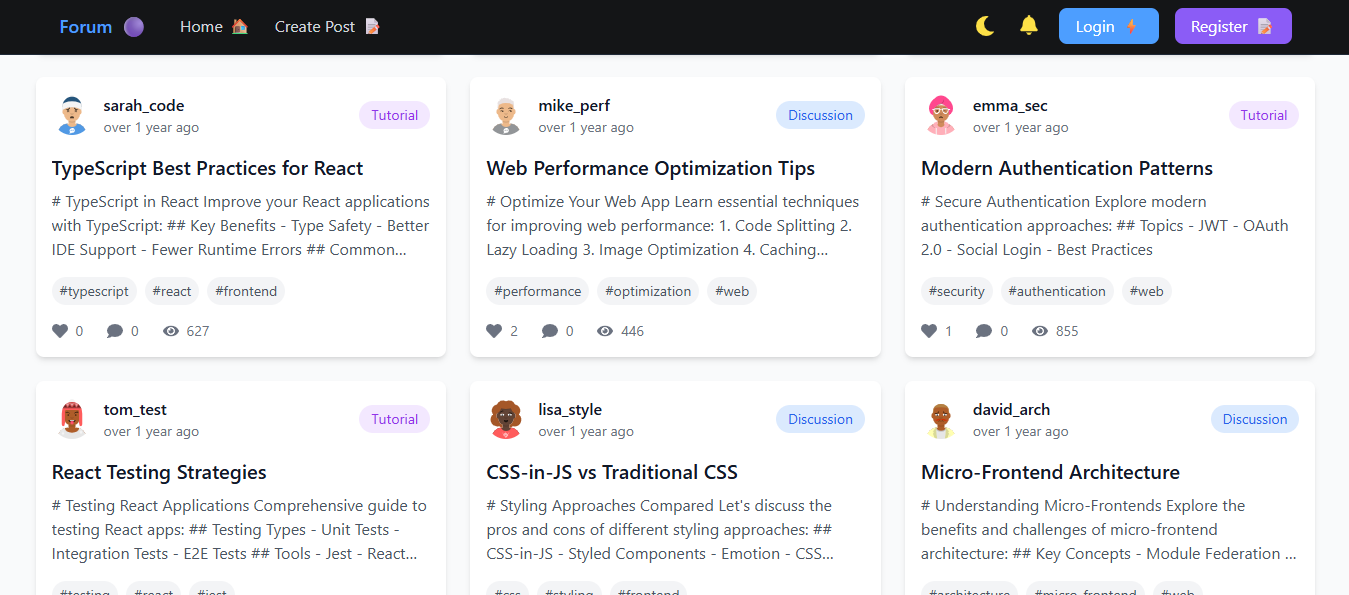 Forum Home Create Post Login Register
sarah_code
over 1 year ago
Tutorial
TypeScript Best Practices for React
# TypeScript in React Improve your React applications
with TypeScript: ## Key Benefits - Type Safety - Better
IDE Support - Fewer Runtime Errors ## Common...
#typescript #react #frontend
0 0 627
mike_perf
over 1 year ago
Discussion
Web Performance Optimization Tips
# Optimize Your Web App Learn essential techniques
for improving web performance: 1. Code Splitting 2.
Lazy Loading 3. Image Optimization 4. Caching...
#performance #optimization #web
2 0 446
emma_sec
over 1 year ago
Tutorial
Modern Authentication Patterns
# Secure Authentication Explore modern
authentication approaches: ## Topics - JWT - OAuth
2.0 - Social Login - Best Practices
#security #authentication #web
1 0 855
tom_test
over 1 year ago
Tutorial
React Testing Strategies
# Testing React Applications Comprehensive guide to
testing React apps: ## Testing Types - Unit Tests -
Integration Tests - E2E Tests ## Tools - Jest - React...
#testing #react #jest
lisa_style
over 1 year ago
Discussion
CSS-in-JS vs Traditional CSS
# Styling Approaches Compared Let's discuss the
pros and cons of different styling approaches: ##
CSS-in-JS - Styled Components - Emotion - CSS...
#css #styling #frontend
david_arch
over 1 year ago
Discussion
Micro-Frontend Architecture
# Understanding Micro-Frontends Explore the
benefits and challenges of micro-frontend
architecture: ## Key Concepts - Module Federation ...
#architecture #micro-frontend #web